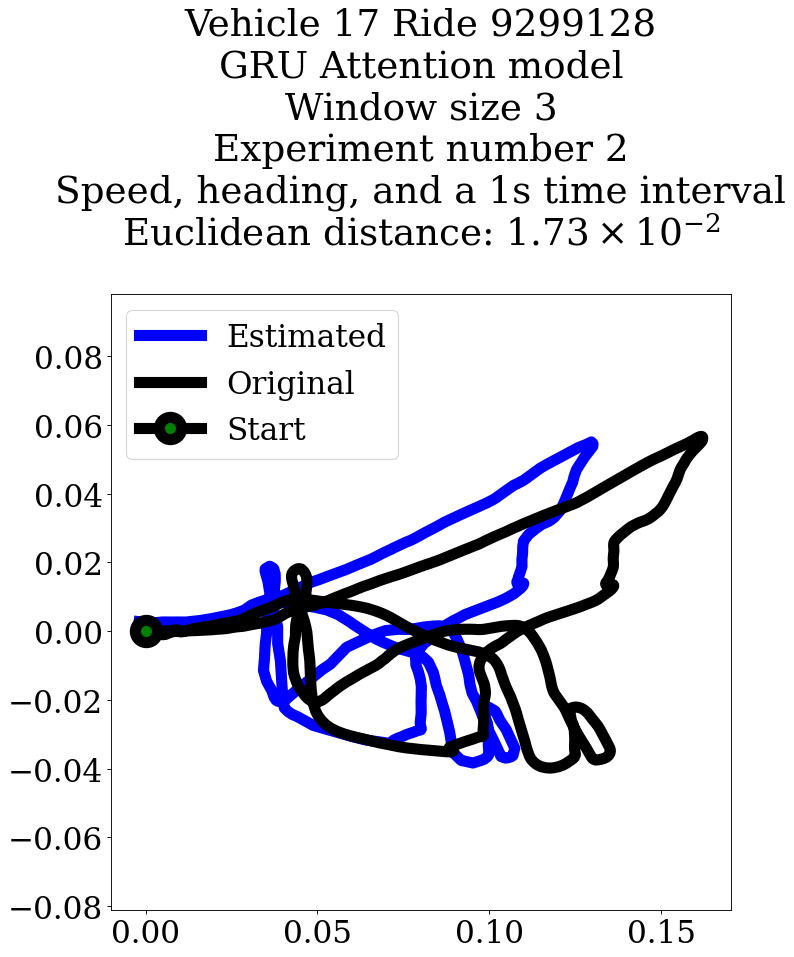 Vehicle 17 Ride 9299128
GRU Attention model
Window size 3
Experiment number 2
Speed, heading, and a 1s time interval
Euclidean distance: 1.73 × 10⁻²
Estimated
Original
Start
0.08
0.06
0.04
0.02
0.00
−0.02
−0.04
−0.06
−0.08
0.00 0.05 0.10 0.15